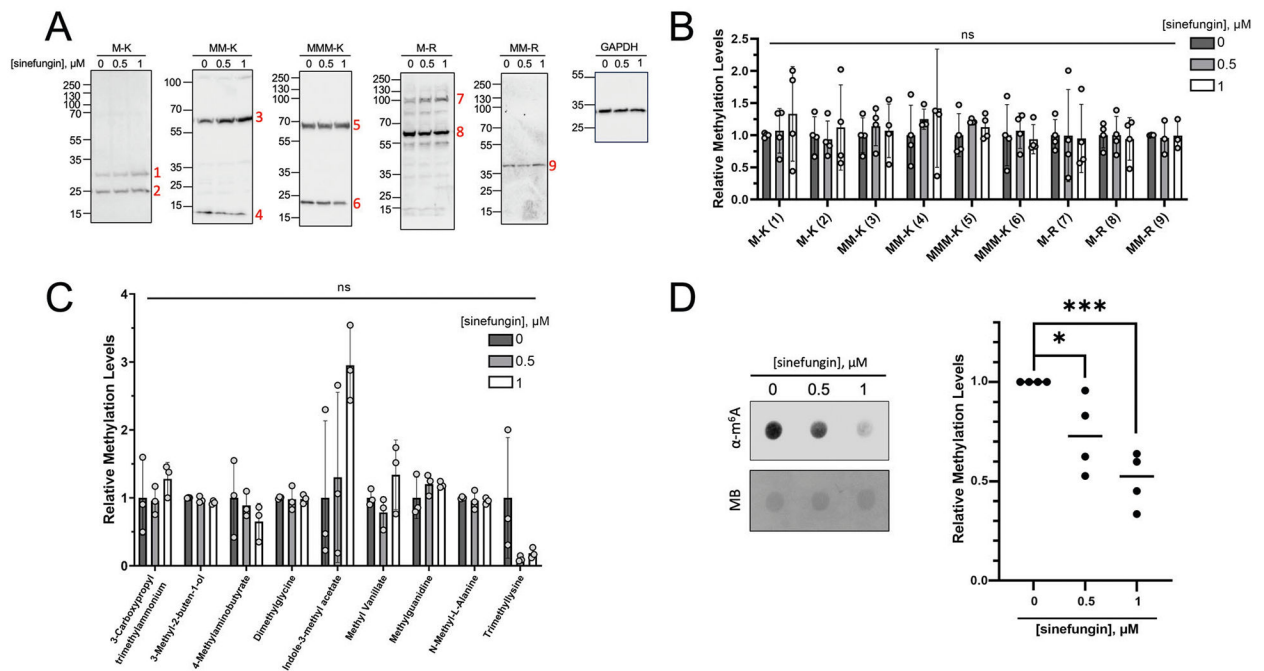 A
M-K
MM-K
MMM-K
M-R
MM-R
GAPDH
[sinefungin], μM
0 0.5 1
0 0.5 1
0 0.5 1
0 0.5 1
0 0.5 1
0 0.5 1
250
130
100
70
55
35
25
15
1
2
100
70
55
35
25
15
3
4
250
130
100
70
55
35
25
15
5
6
250
130
100
70
55
35
25
15
7
8
250
130
100
70
55
35
25
15
9
55
35
25
B
ns
[sinefungin], μM
0
0.5
1
Relative Methylation Levels
2.5
2.0
1.5
1.0
0.5
0.0
M-K (1)
M-K (2)
MM-K (3)
MM-K (4)
MMM-K (5)
MMM-K (6)
M-R (7)
M-R (8)
MM-R (9)
C
ns
[sinefungin], μM
0
0.5
1
Relative Methylation Levels
4
3
2
1
0
3-Carboxypropyl
trimethylammonium
3-Methyl-2-buten-1-ol
4-Methylaminobutyrate
Dimethylglycine
Indole-3-methyl acetate
Methyl Vanillate
Methylguanidine
N-Methyl-L-Alanine
Trimethyllysine
D
[sinefungin], μM
0 0.5 1
α-m⁶A
MB
***
*
Relative Methylation Levels
1.0
0.0
0 0.5 1
[sinefungin], μM